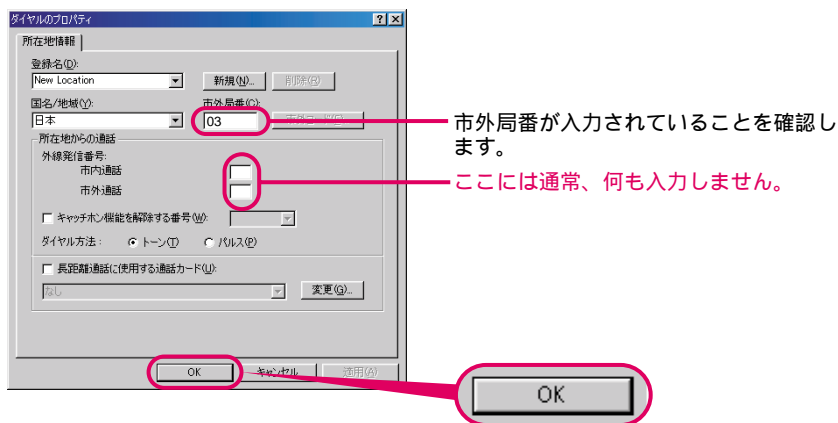 ダイヤルのプロパティ
所在地情報
登録名(D):
New Location
新規(N)...
削除(R)
国名/地域(Y):
市外局番(C):
日本
03
所在地からの通話
外線発信番号:
市内通話
市外通話
キャッチホン機能を解除する番号(W):
ダイヤル方法:
トーン(T)
パルス(P)
長距離通話に使用する通話カード(U):
なし
変更(G)...
OK
キャンセル
適用(A)
市外局番が入力されていることを確認し
ます。
ここには通常、何も入力しません。
OK